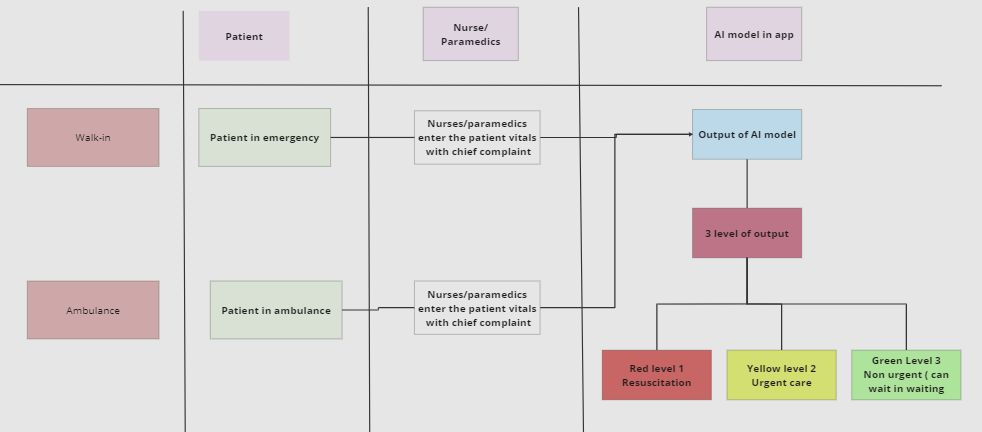 Patient
Nurse/
Paramedics
AI model in app
Walk-in
Patient in emergency
Nurses/paramedics
enter the patient vitals
with chief complaint
Output of AI model
3 level of output
Ambulance
Patient in ambulance
Nurses/paramedics
enter the patient vitals
with chief complaint
Red level 1
Resuscitation
Yellow level 2
Urgent care
Green Level 3
Non urgent ( can
wait in waiting